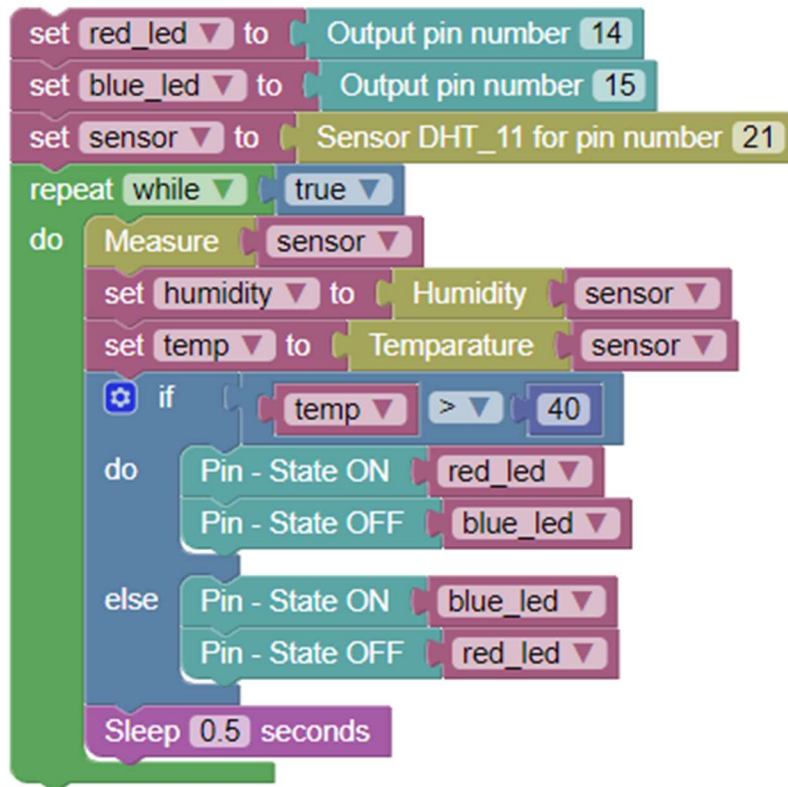 set red_led ▼ to Output pin number 14
set blue_led ▼ to Output pin number 15
set sensor ▼ to Sensor DHT_11 for pin number 21
repeat while ▼ true ▼
do Measure sensor ▼
set humidity ▼ to Humidity sensor ▼
set temp ▼ to Temparature sensor ▼
if temp ▼ > ▼ 40
do Pin - State ON red_led ▼
Pin - State OFF blue_led ▼
else Pin - State ON blue_led ▼
Pin - State OFF red_led ▼
Sleep 0.5 seconds